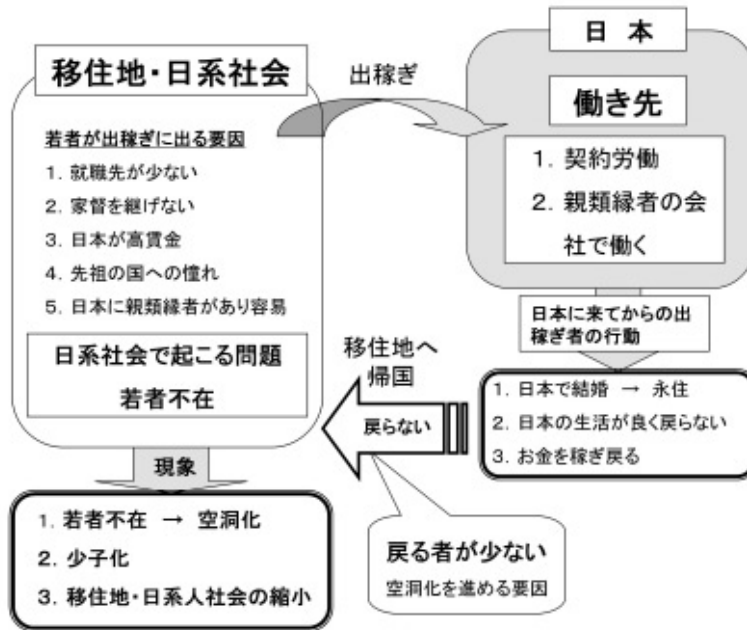 移住地・日系社会
若者が出稼ぎに出る要因
1. 就職先が少ない
2. 家督を継げない
3. 日本が高賃金
4. 先祖の国への憧れ
5. 日本に親類縁者があり容易
日系社会で起こる問題
若者不在
現象
1. 若者不在 → 空洞化
2. 少子化
3. 移住地・日系人社会の縮小
出稼ぎ
日 本
働き先
1. 契約労働
2. 親類縁者の会
社で働く
日本に来てからの出
稼ぎ者の行動
1. 日本で結婚 → 永住
2. 日本の生活が良く戻らない
3. お金を稼ぎ戻る
移住地へ
帰国
戻らない
戻る者が少ない
空洞化を進める要因